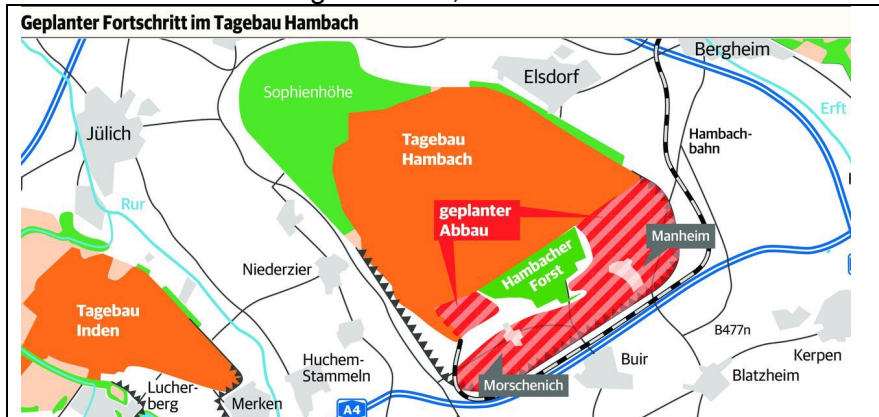 Geplanter Fortschritt im Tagebau Hambach
Bergheim
Elsdorf
Sophienhöhe
Erft
Jülich
Tagebau
Hambach
Hambach-
bahn
Rur
geplanter
Abbau
Manheim
Hambacher
Forst
Niederzier
Tagebau
Inden
B477n
Huchem-
Stammeln
Buir
Kerpen
Lucher-
berg
Merken
Morschenich
Blatzheim
A4